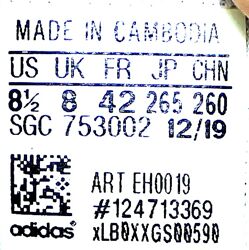 MADE IN CAMBODIA
US UK FR JP CHN
8½ 8 42 265 260
SGC 753002 12/19
ART EH0019
#124713369
adidas xLB0XXGS00590